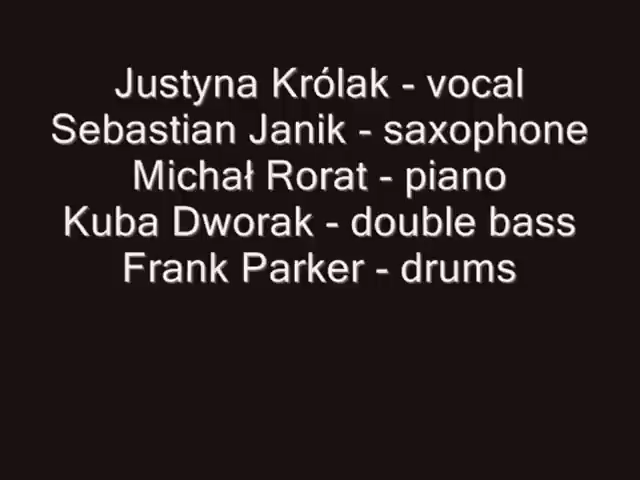 Justyna Królak - vocal
Sebastian Janik - saxophone
Michał Rorat - piano
Kuba Dworak - double bass
Frank Parker - drums